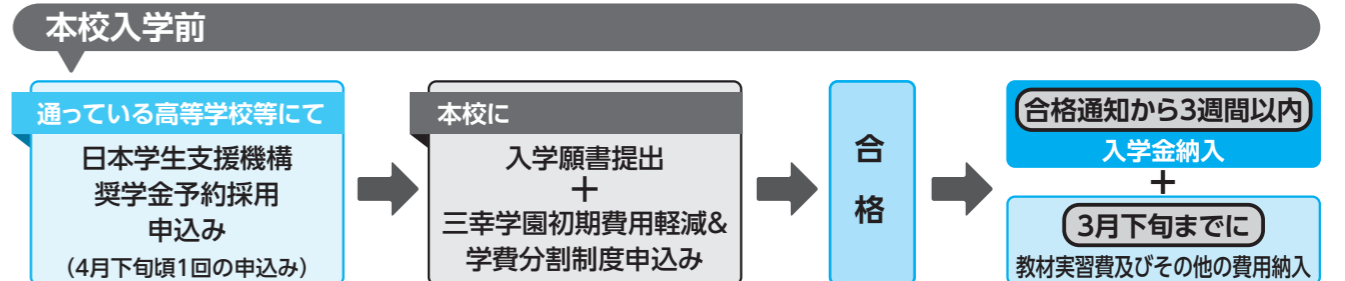 本校入学前
通っている高等学校等にて
日本学生支援機構
奨学金予約採用
申込み
（4月下旬頃1回の申込み）
本校に
入学願書提出
＋
三幸学園初期費用軽減&
学費分割制度申込み
合
格
合格通知から3週間以内
入学金納入
＋
3月下旬までに
教材実習費及びその他の費用納入